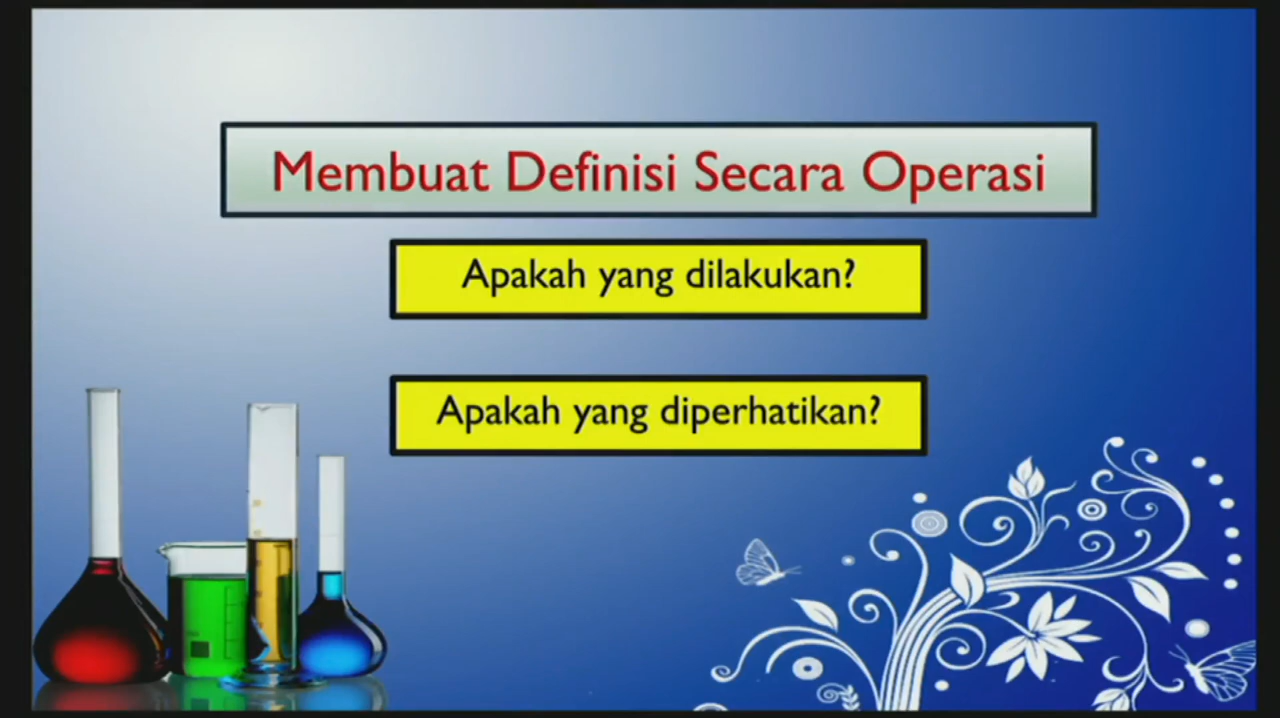 Membuat Definisi Secara Operasi
Apakah yang dilakukan?
Apakah yang diperhatikan?